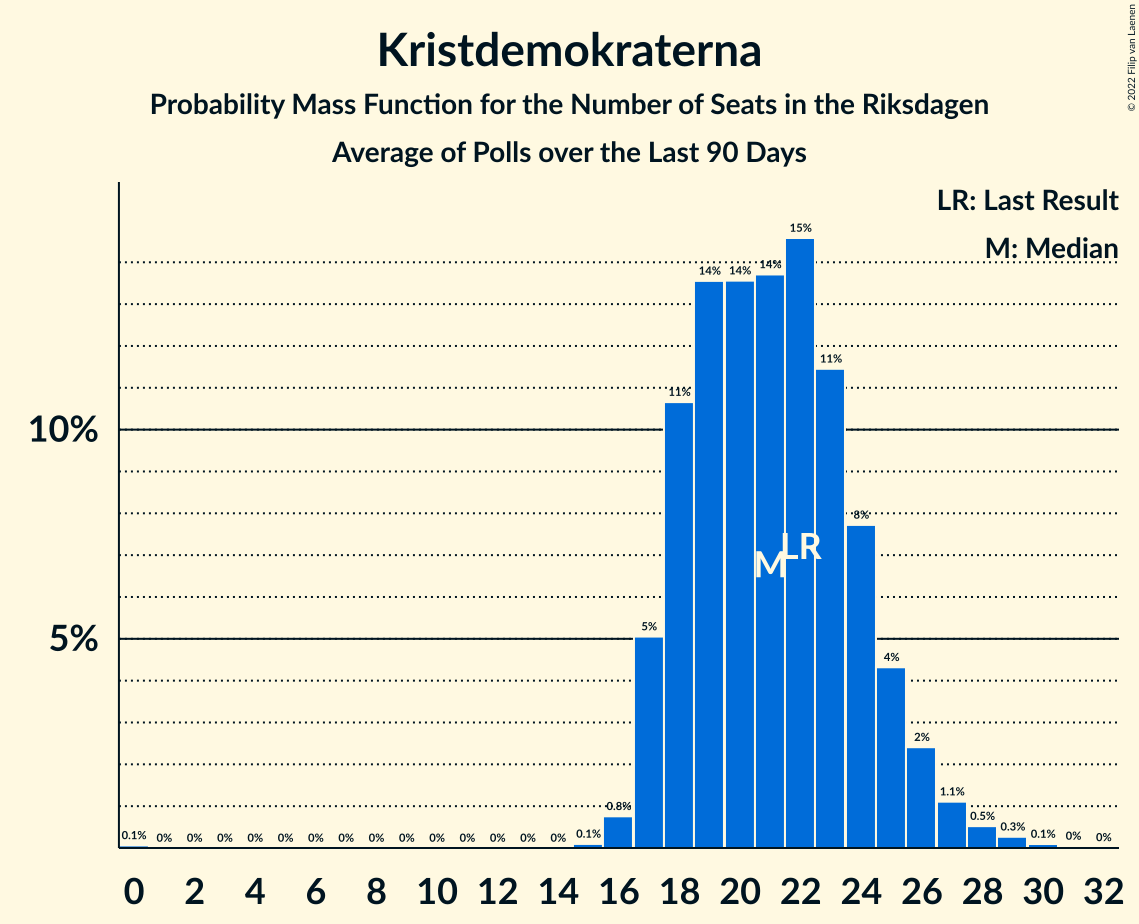 © 2022 Filip van Laenen
Kristdemokraterna
Probability Mass Function for the Number of Seats in the Riksdagen
Average of Polls over the Last 90 Days
LR: Last Result
M: Median
10%
5%
0.1% 0% 0% 0% 0% 0% 0% 0% 0% 0% 0% 0% 0% 0% 0% 0.1% 0.8% 5% 11% 14% 14% 14% 15% 11% 8% 4% 2% 1.1% 0.5% 0.3% 0.1% 0% 0%
M LR
0 2 4 6 8 10 12 14 16 18 20 22 24 26 28 30 32